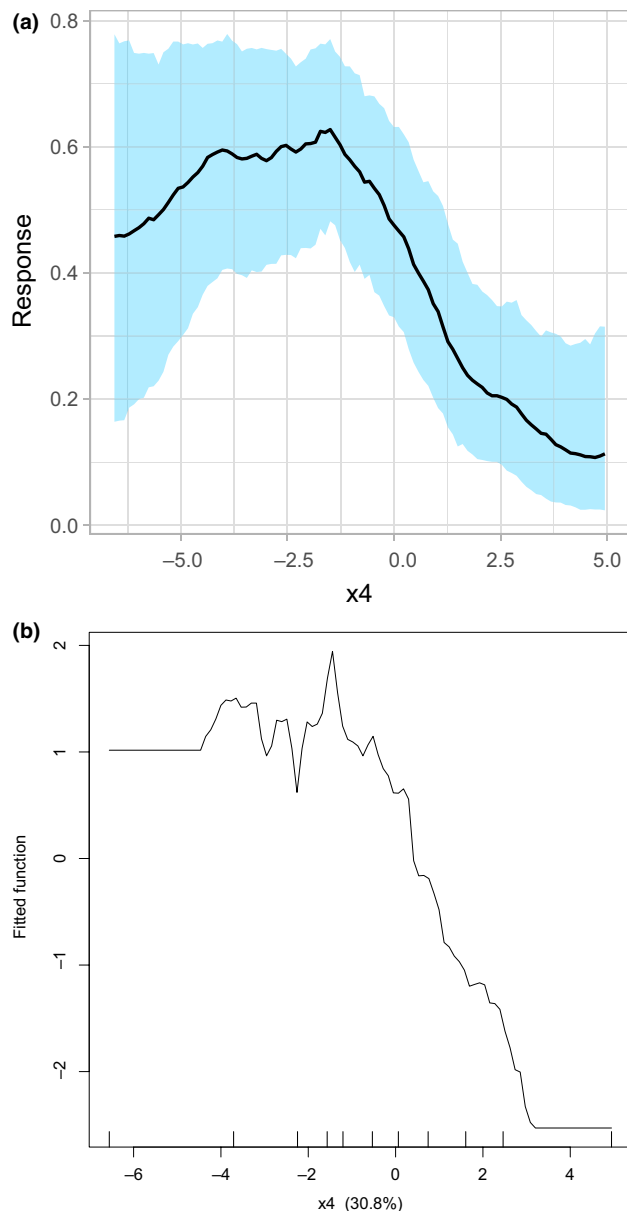 (a)
0.8
0.6
0.4
0.2
0.0
Response
–5.0 –2.5 0.0 2.5 5.0
x4
(b)
2
1
0
–1
–2
Fitted function
–6 –4 –2 0 2 4
x4 (30.8%)